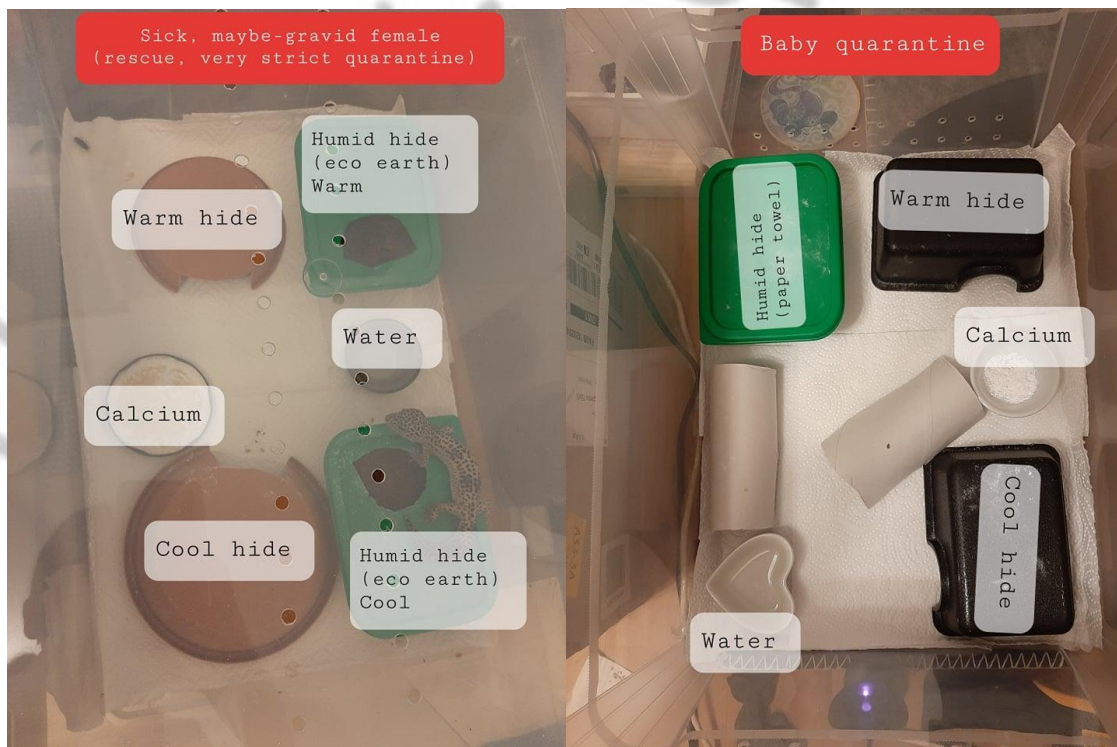 Sick, maybe-gravid female
(rescue, very strict quarantine)
Humid hide
(eco earth)
Warm
Warm hide
Water
Calcium
Cool hide
Humid hide
(eco earth)
Cool
Baby quarantine
Humid hide
(paper towel)
Warm hide
Calcium
Cool hide
Water